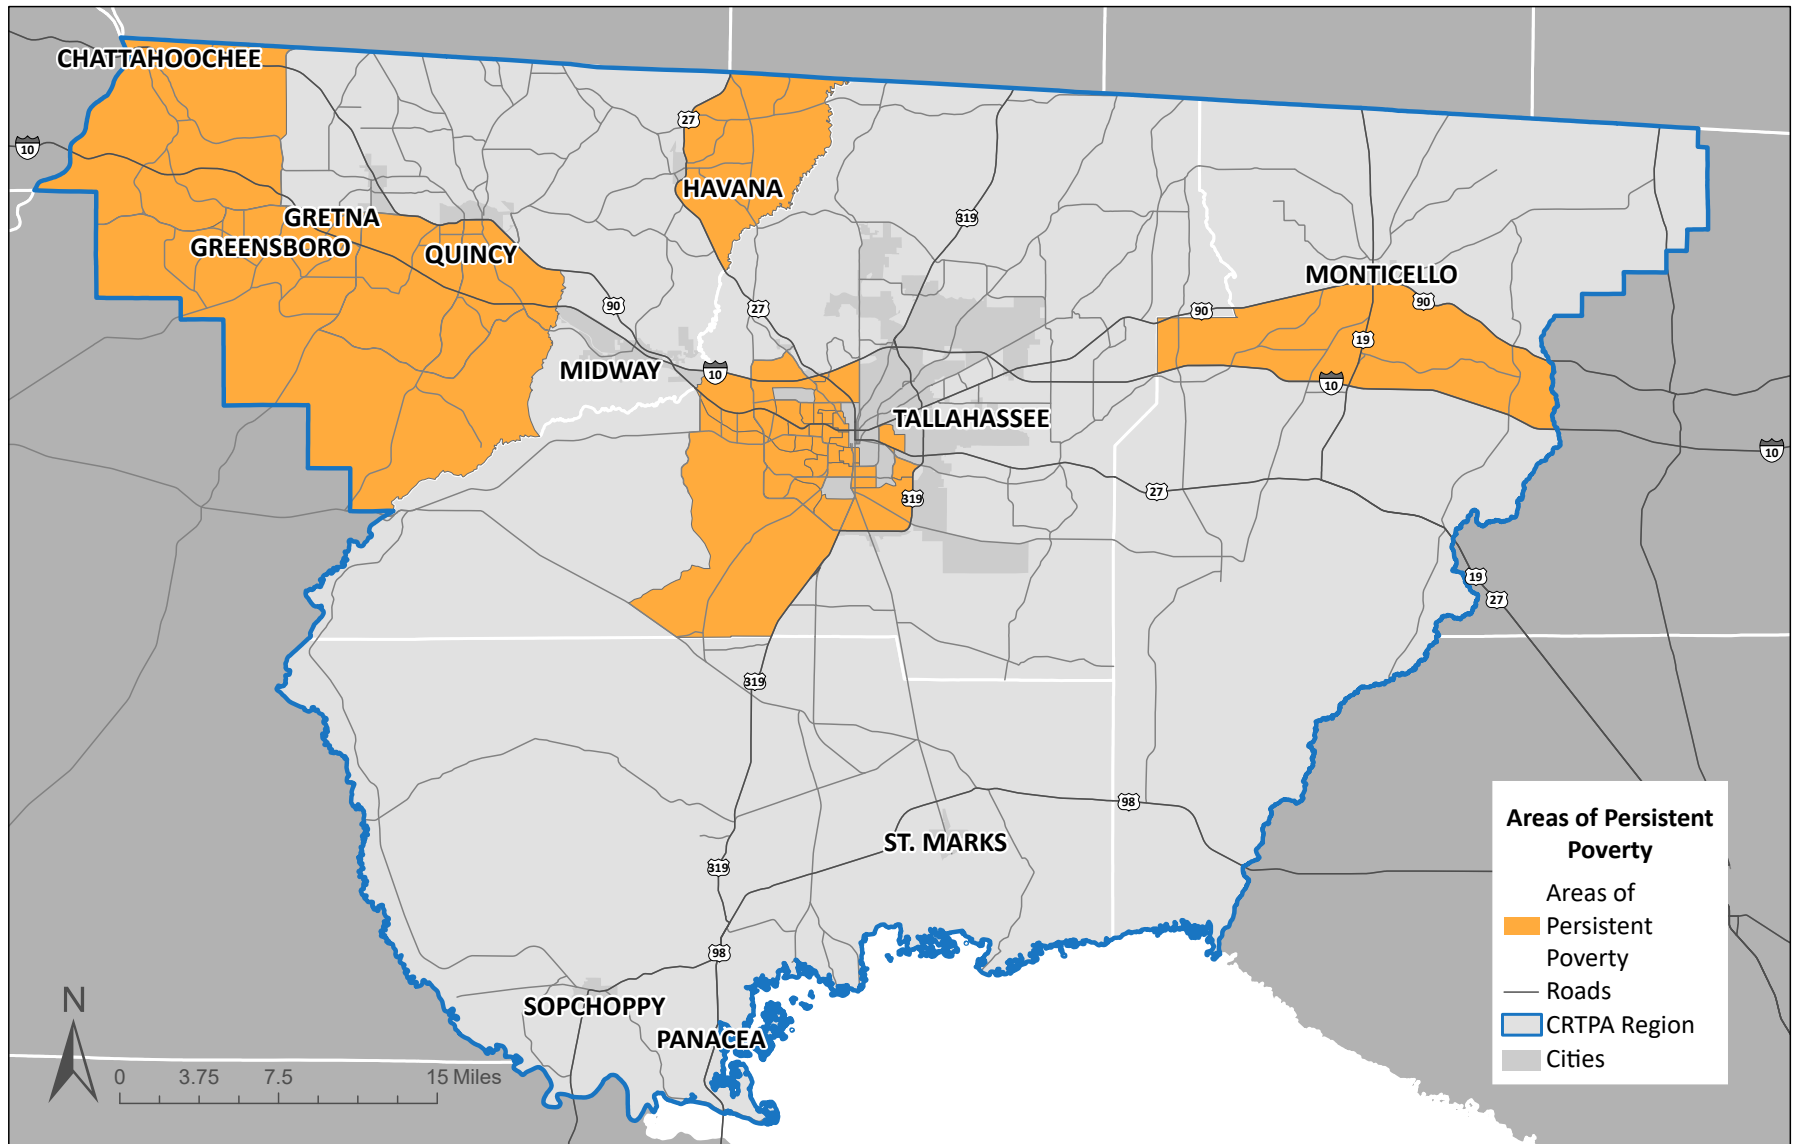 CHATTAHOOCHEE
27
10
HAVANA
GRETNA
319
GREENSBORO
QUINCY
MONTICELLO
90
27
90
90
19
MIDWAY
10
10
TALLAHASSEE
10
319
27
19
27
319
98
Areas of Persistent
Poverty
ST. MARKS
319
Areas of
Persistent
Poverty
98
Roads
N
SOPCHOPPY
CRTPA Region
PANACEA
Cities
0 3.75 7.5 15 Miles